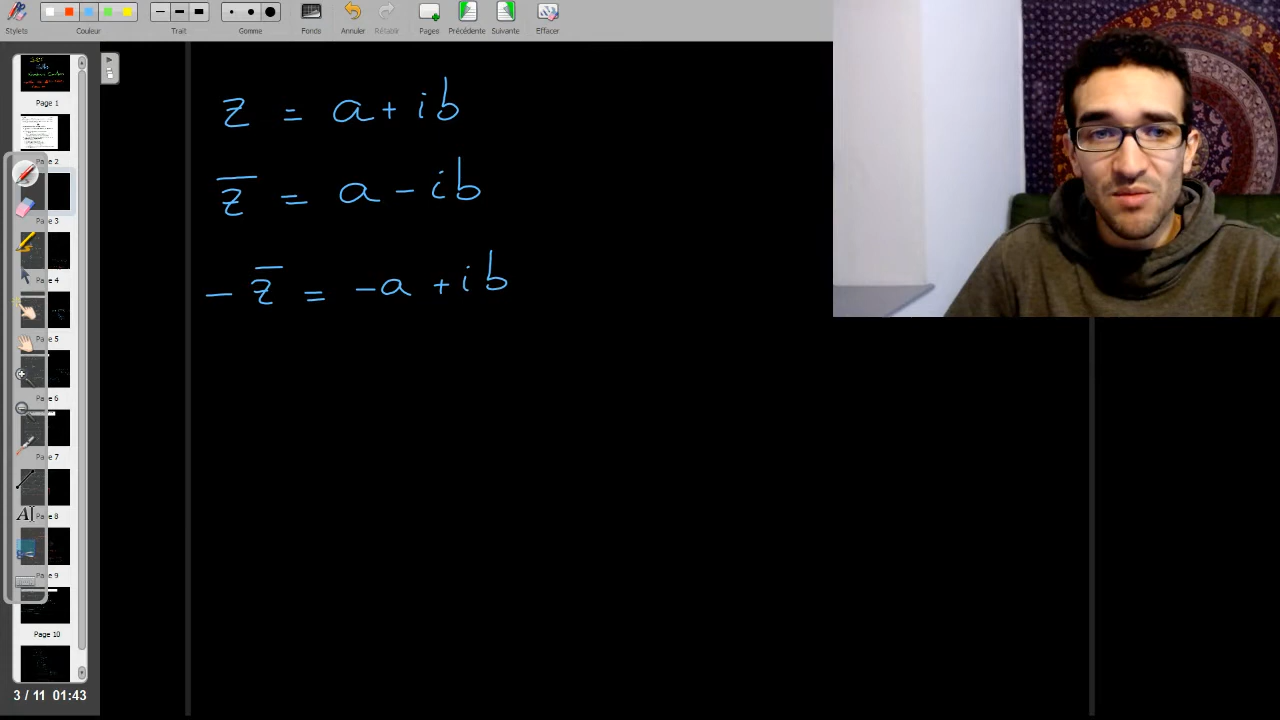 Stylets Couleur Trait Gomme Fonds Annuler Rétablir Pages Précédente Suivante Effacer
Page 1
Page 2
Page 3
Page 4
Page 5
Page 6
Page 7
Page 8
Page 9
Page 10
3 / 11 01:43
z = a + ib
z̅ = a - ib
- z̅ = -a + ib